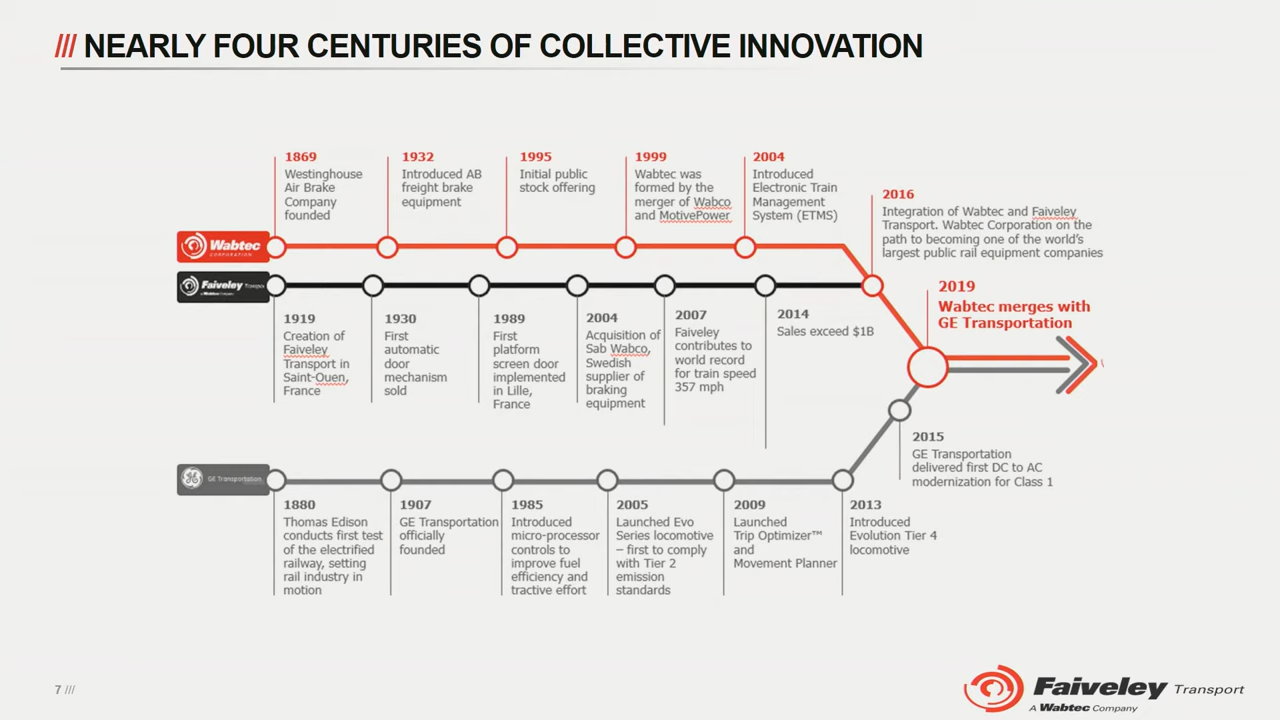 /// NEARLY FOUR CENTURIES OF COLLECTIVE INNOVATION
1869
Westinghouse
Air Brake
Company
founded
1932
Introduced AB
freight brake
equipment
1995
Initial public
stock offering
1999
Wabtec was
formed by the
merger of Wabco
and MotivePower
2004
Introduced
Electronic Train
Management
System (ETMS)
2016
Integration of Wabtec and Faiveley
Transport. Wabtec Corporation on the
path to becoming one of the world's
largest public rail equipment companies
Wabtec
CORPORATION
Faiveley Transpo
A Wabtec Company
1919
Creation of
Faiveley
Transport in
Saint-Ouen,
France
1930
First
automatic
door
mechanism
sold
1989
First
platform
screen door
implemented
in Lille,
France
2004
Acquisition of
Sab Wabco,
Swedish
supplier of
braking
equipment
2007
Faiveley
contributes to
world record
for train speed
357 mph
2014
Sales exceed $1B
2019
Wabtec merges with
GE Transportation
2015
GE Transportation
delivered first DC to AC
modernization for Class 1
GE Transportation
1880
Thomas Edison
conducts first test
of the electrified
railway, setting
rail industry in
motion
1907
GE Transportation
officially
founded
1985
Introduced
micro-processor
controls to
improve fuel
efficiency and
tractive effort
2005
Launched Evo
Series locomotive
– first to comply
with Tier 2
emission
standards
2009
Launched
Trip Optimizer™
and
Movement Planner
2013
Introduced
Evolution Tier 4
locomotive
7 ///
Faiveley Transport
A Wabtec Company